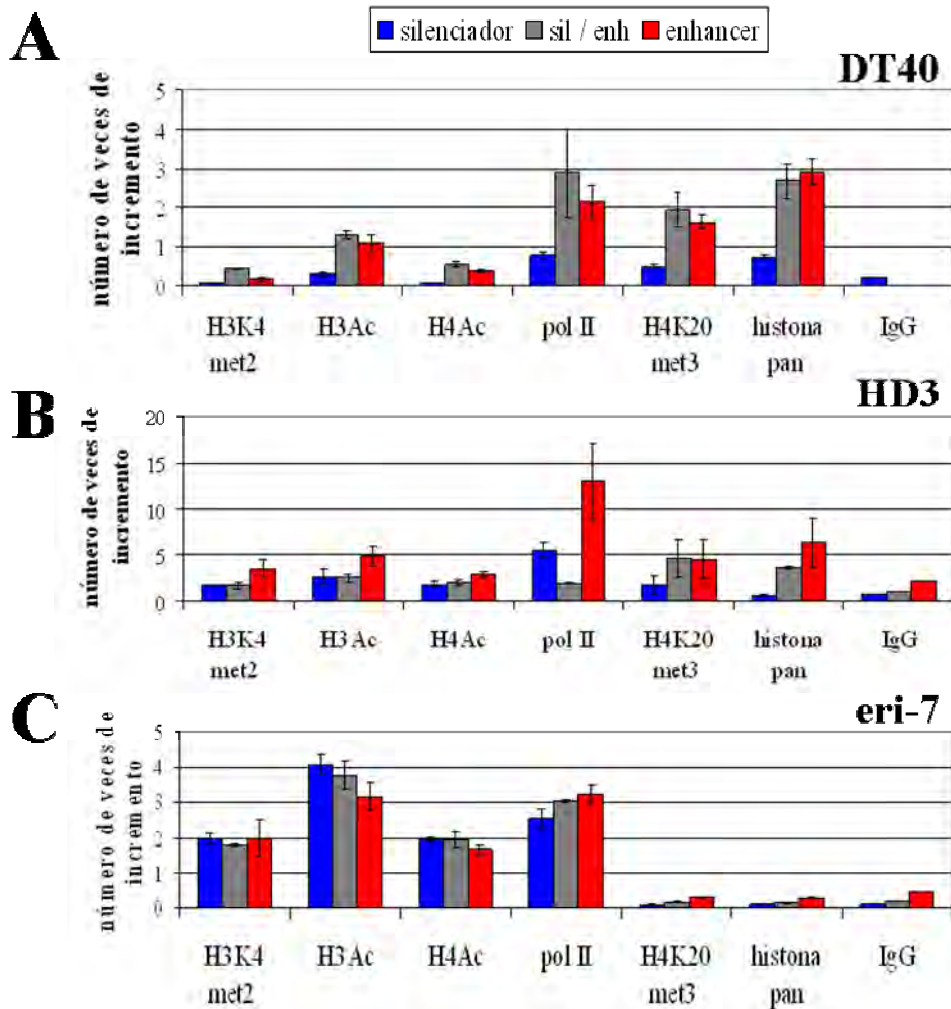 A
silenciador sil / enh enhancer
DT40
número de veces de
incremento
5
4
3
2
1
0
H3K4 H3Ac H4Ac pol II H4K20 histona IgG
met2 met3 pan
B
HD3
número de veces de
incremento
20
15
10
5
0
H3K4 H3Ac H4Ac pol II H4K20 histona IgG
met2 met3 pan
C
eri-7
número de veces de
incremento
5
4
3
2
1
0
H3K4 H3Ac H4Ac pol II H4K20 histona IgG
met2 met3 pan